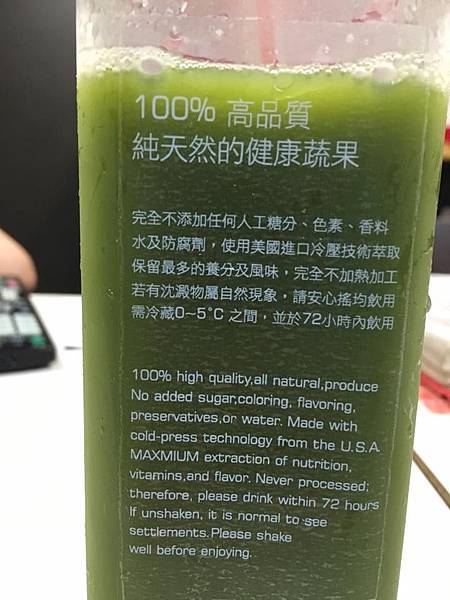 100% 高品質
純天然的健康蔬果
完全不添加任何人工糖分、色素、香料
水及防腐劑，使用美國進口冷壓技術萃取
保留最多的養分及風味，完全不加熱加工
若有沈澱物屬自然現象，請安心搖均飲用
需冷藏0~5°C 之間，並於72小時內飲用
100% high quality,all natural,produce
No added sugar,coloring, flavoring,
preservatives,or water. Made with
cold-press technology from the U.S.A.
MAXMIUM extraction of nutrition,
vitamins,and flavor. Never processed;
therefore, please drink within 72 hours
If unshaken, it is normal to see
settlements.Please shake
well before enjoying.